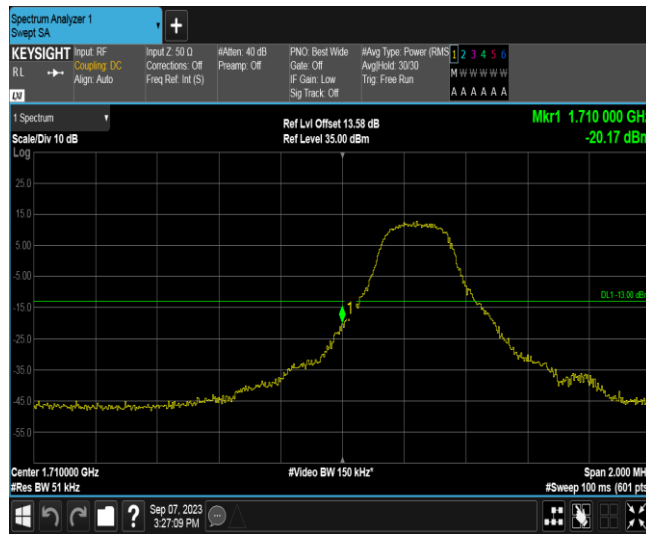 Spectrum Analyzer 1
Swept SA
+
KEYSIGHT
RL
LXI
Input: RF
Coupling: DC
Align: Auto
Input Z: 50 Ω
Corrections: Off
Freq Ref: Int (S)
#Atten: 40 dB
Preamp: Off
PNO: Best Wide
Gate: Off
IF Gain: Low
Sig Track: Off
#Avg Type: Power (RMS
Avg|Hold: 30/30
Trig: Free Run
1 2 3 4 5 6
M W W W W W
A A A A A A
1 Spectrum
Scale/Div 10 dB
Log
Ref Lvl Offset 13.58 dB
Ref Level 35.00 dBm
Mkr1 1.710 000 GHz
-20.17 dBm
25.0
15.0
5.00
-5.00
-15.0
-25.0
-35.0
-45.0
-55.0
1
DL1 -13.00 dBm
Center 1.710000 GHz
#Res BW 51 kHz
#Video BW 150 kHz*
Span 2.000 MH
#Sweep 100 ms (601 pts
?
Sep 07, 2023
3:27:09 PM